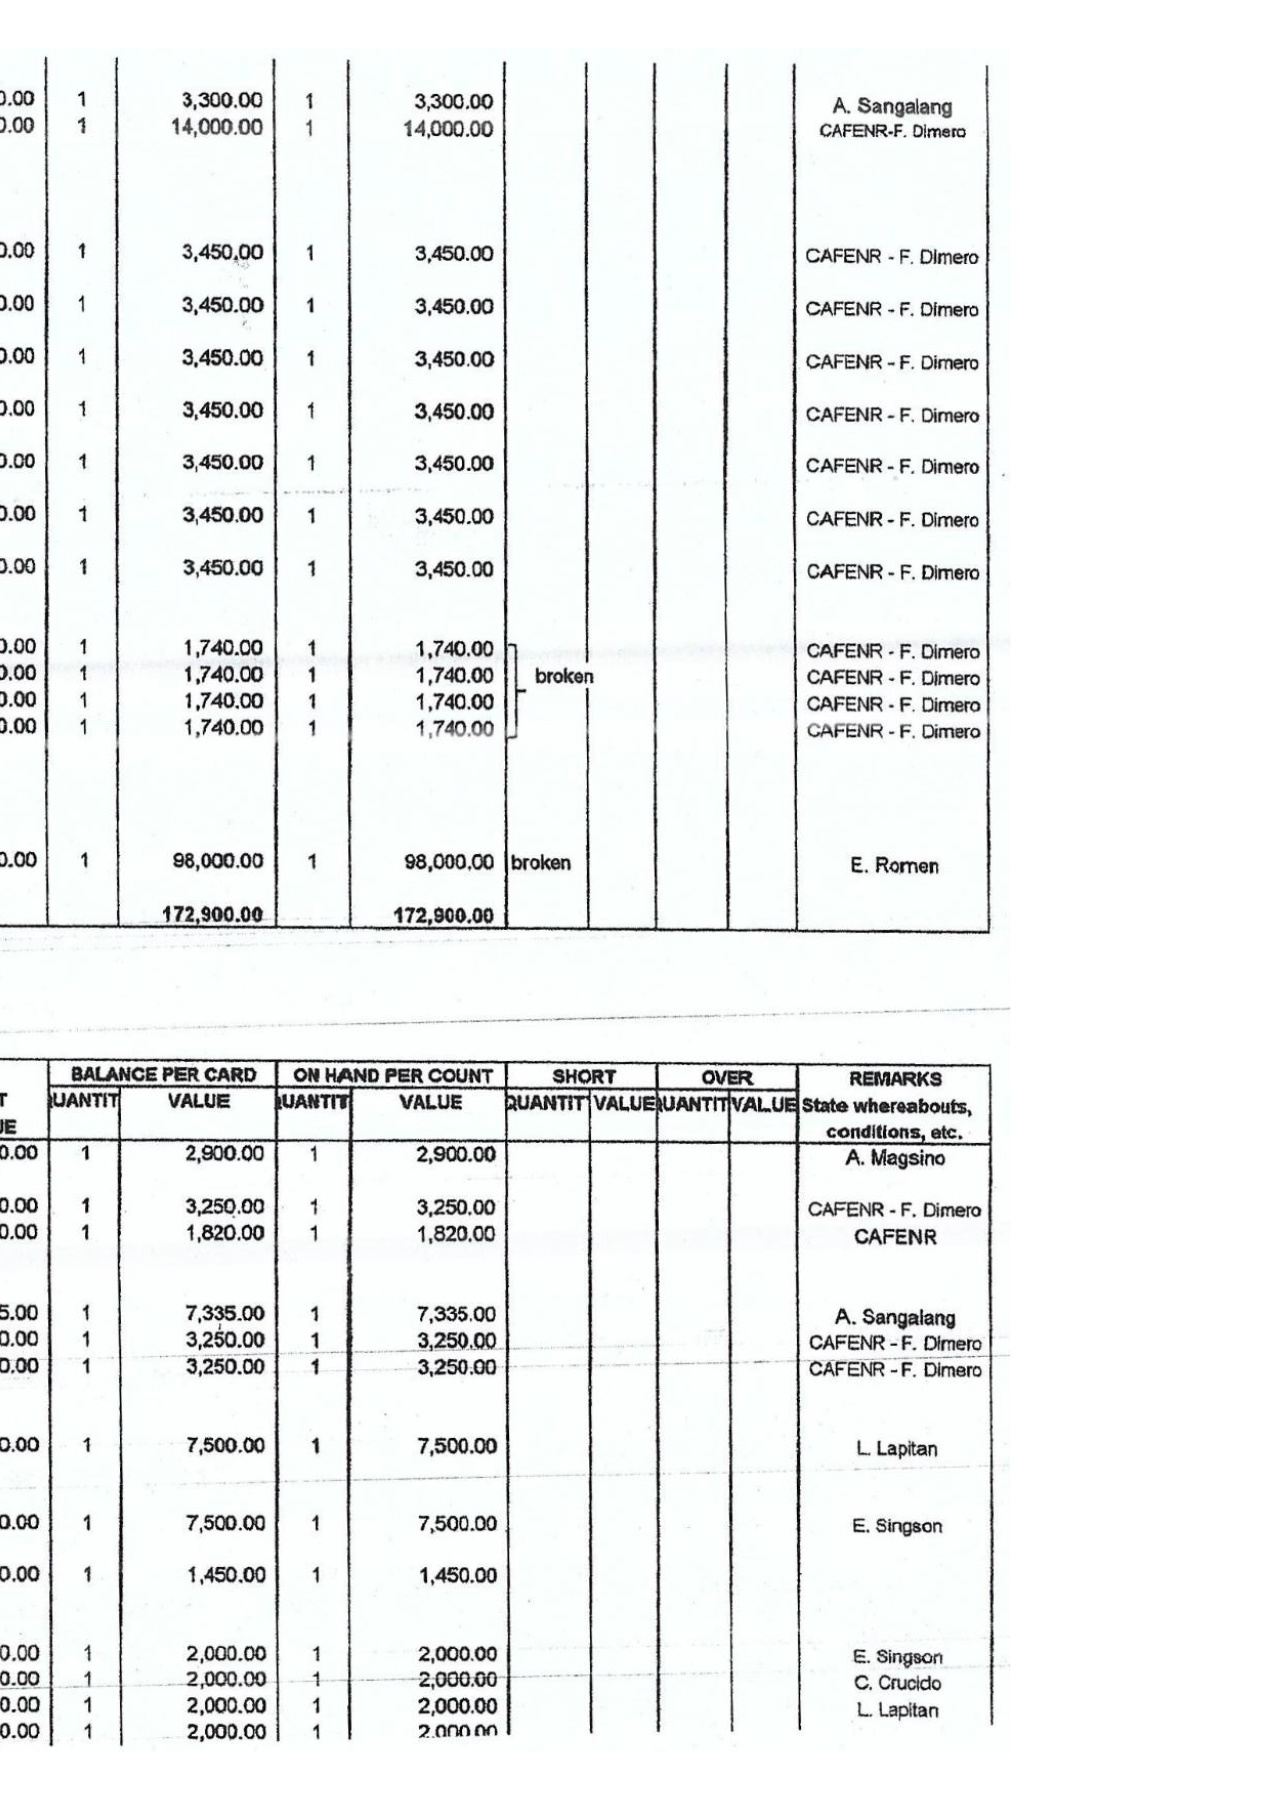 0.00 1 3,300.00 1 3,300.00 A. Sangalang
0.00 1 14,000.00 1 14,000.00 CAFENR-F. Dimero
0.00 1 3,450.00 1 3,450.00 CAFENR - F. Dimero
0.00 1 3,450.00 1 3,450.00 CAFENR - F. Dimero
0.00 1 3,450.00 1 3,450.00 CAFENR - F. Dimero
0.00 1 3,450.00 1 3,450.00 CAFENR - F. Dimero
0.00 1 3,450.00 1 3,450.00 CAFENR - F. Dimero
0.00 1 3,450.00 1 3,450.00 CAFENR - F. Dimero
0.00 1 3,450.00 1 3,450.00 CAFENR - F. Dimero
0.00 1 1,740.00 1 1,740.00 CAFENR - F. Dimero
0.00 1 1,740.00 1 1,740.00 broken CAFENR - F. Dimero
0.00 1 1,740.00 1 1,740.00 CAFENR - F. Dimero
0.00 1 1,740.00 1 1,740.00 CAFENR - F. Dimero
0.00 1 98,000.00 1 98,000.00 broken E. Romen
172,900.00 172,900.00
BALANCE PER CARD ON HAND PER COUNT SHORT OVER REMARKS
T UANTIT VALUE UANTIT VALUE QUANTIT VALUE UANTIT VALUE State whereabouts,
UE conditions, etc.
0.00 1 2,900.00 1 2,900.00 A. Magsino
0.00 1 3,250.00 1 3,250.00 CAFENR - F. Dimero
0.00 1 1,820.00 1 1,820.00 CAFENR
5.00 1 7,335.00 1 7,335.00 A. Sangalang
0.00 1 3,250.00 1 3,250.00 CAFENR - F. Dimero
0.00 1 3,250.00 1 3,250.00 CAFENR - F. Dimero
0.00 1 7,500.00 1 7,500.00 L. Lapitan
0.00 1 7,500.00 1 7,500.00 E. Singson
0.00 1 1,450.00 1 1,450.00
0.00 1 2,000.00 1 2,000.00 E. Singson
0.00 1 2,000.00 1 2,000.00 C. Crucido
0.00 1 2,000.00 1 2,000.00 L. Lapitan
0.00 1 2,000.00 1 2,000.00